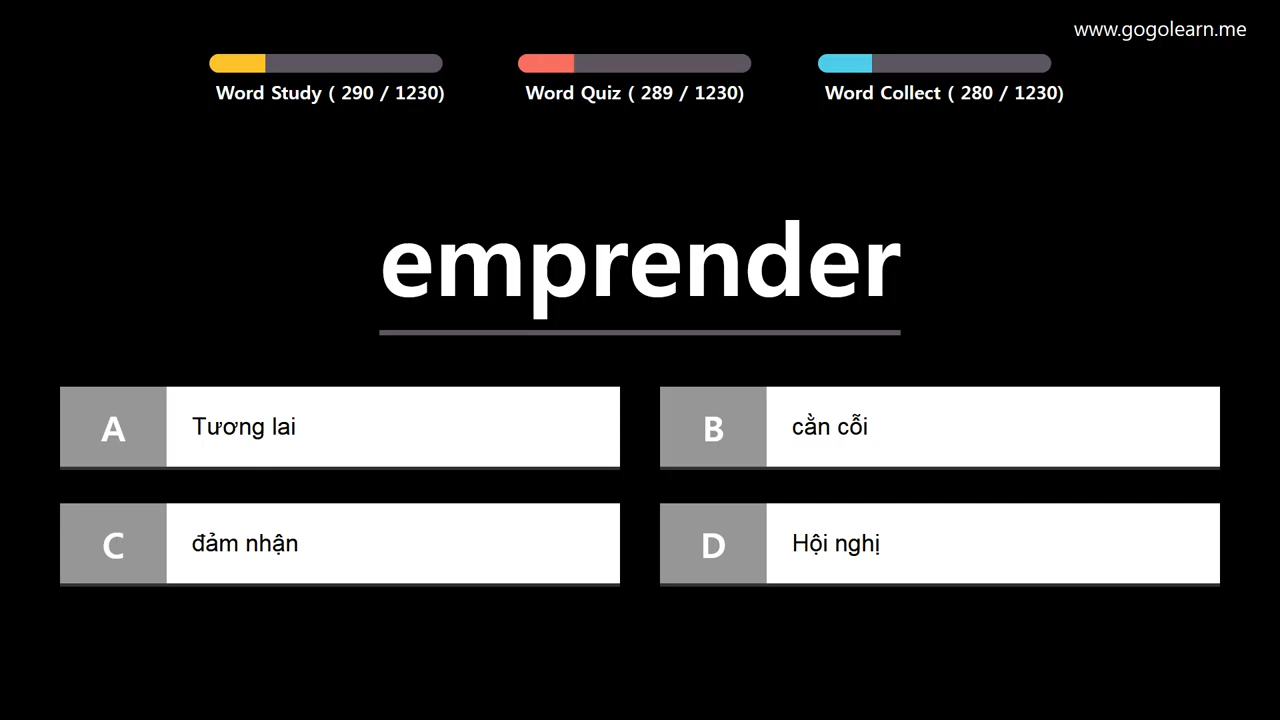 www.gogolearn.me
Word Study ( 290 / 1230)
Word Quiz ( 289 / 1230)
Word Collect ( 280 / 1230)
emprender
A
Tương lai
B
cằn cỗi
C
đảm nhận
D
Hội nghị